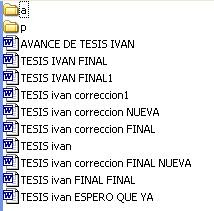 a
p
AVANCE DE TESIS IVAN
TESIS IVAN FINAL
TESIS IVAN FINAL1
TESIS ivan correccion1
TESIS ivan correccion NUEVA
TESIS ivan correccion FINAL
TESIS ivan
TESIS ivan correccion FINAL NUEVA
TESIS ivan FINAL FINAL
TESIS ivan ESPERO QUE YA